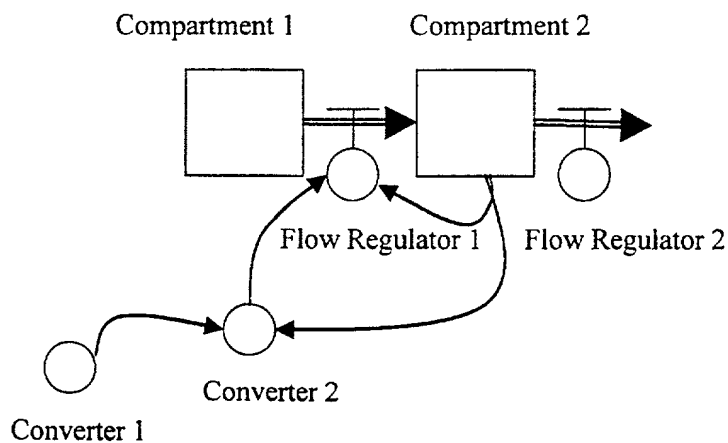 Compartment 1
Compartment 2
Flow Regulator 1
Flow Regulator 2
Converter 2
Converter 1